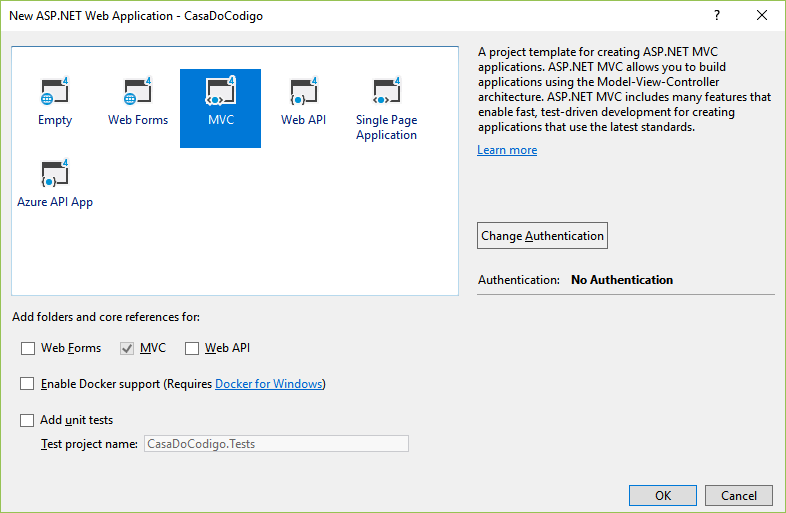 New ASP.NET Web Application - CasaDoCodigo
?
4 4 4 4 4
Empty Web Forms MVC Web API Single Page
Application
4
Azure API App
A project template for creating ASP.NET MVC
applications. ASP.NET MVC allows you to build
applications using the Model-View-Controller
architecture. ASP.NET MVC includes many features that
enable fast, test-driven development for creating
applications that use the latest standards.
Learn more
Change Authentication
Authentication: No Authentication
Add folders and core references for:
Web Forms MVC Web API
Enable Docker support (Requires Docker for Windows)
Add unit tests
Test project name: CasaDoCodigo.Tests
OK Cancel